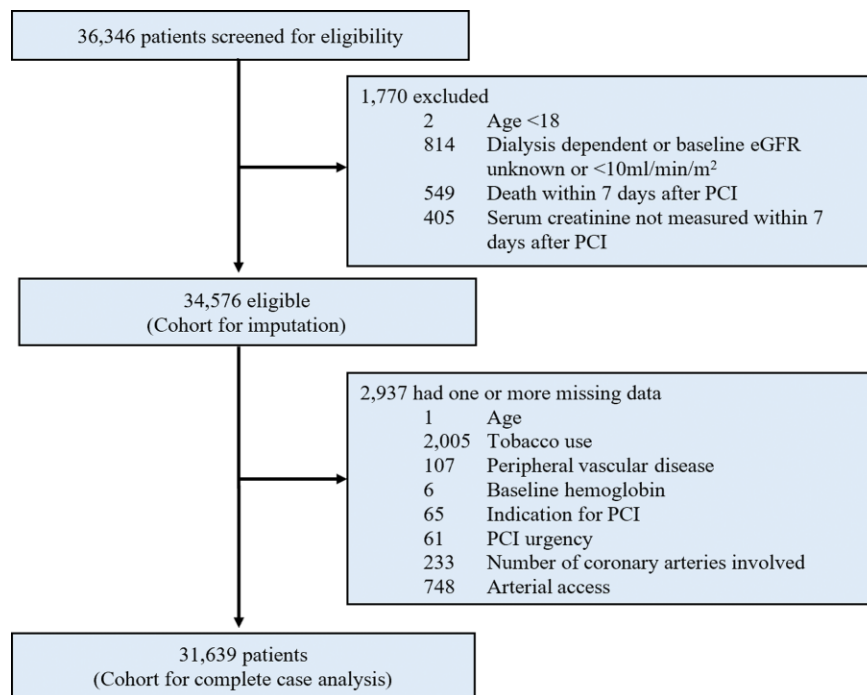 36,346 patients screened for eligibility
1,770 excluded
2 Age <18
814 Dialysis dependent or baseline eGFR
unknown or <10ml/min/m²
549 Death within 7 days after PCI
405 Serum creatinine not measured within 7
days after PCI
34,576 eligible
(Cohort for imputation)
2,937 had one or more missing data
1 Age
2,005 Tobacco use
107 Peripheral vascular disease
6 Baseline hemoglobin
65 Indication for PCI
61 PCI urgency
233 Number of coronary arteries involved
748 Arterial access
31,639 patients
(Cohort for complete case analysis)